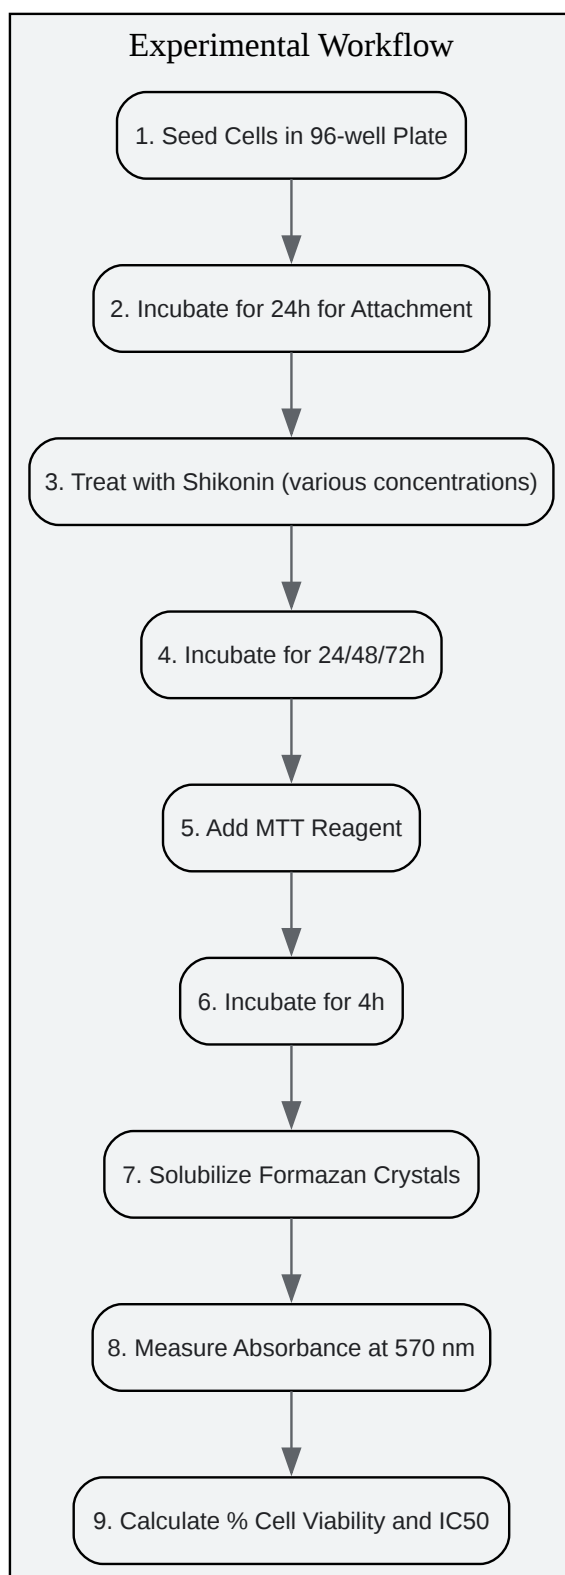 Experimental Workflow
1. Seed Cells in 96-well Plate
2. Incubate for 24h for Attachment
3. Treat with Shikonin (various concentrations)
4. Incubate for 24/48/72h
5. Add MTT Reagent
6. Incubate for 4h
7. Solubilize Formazan Crystals
8. Measure Absorbance at 570 nm
9. Calculate % Cell Viability and IC50